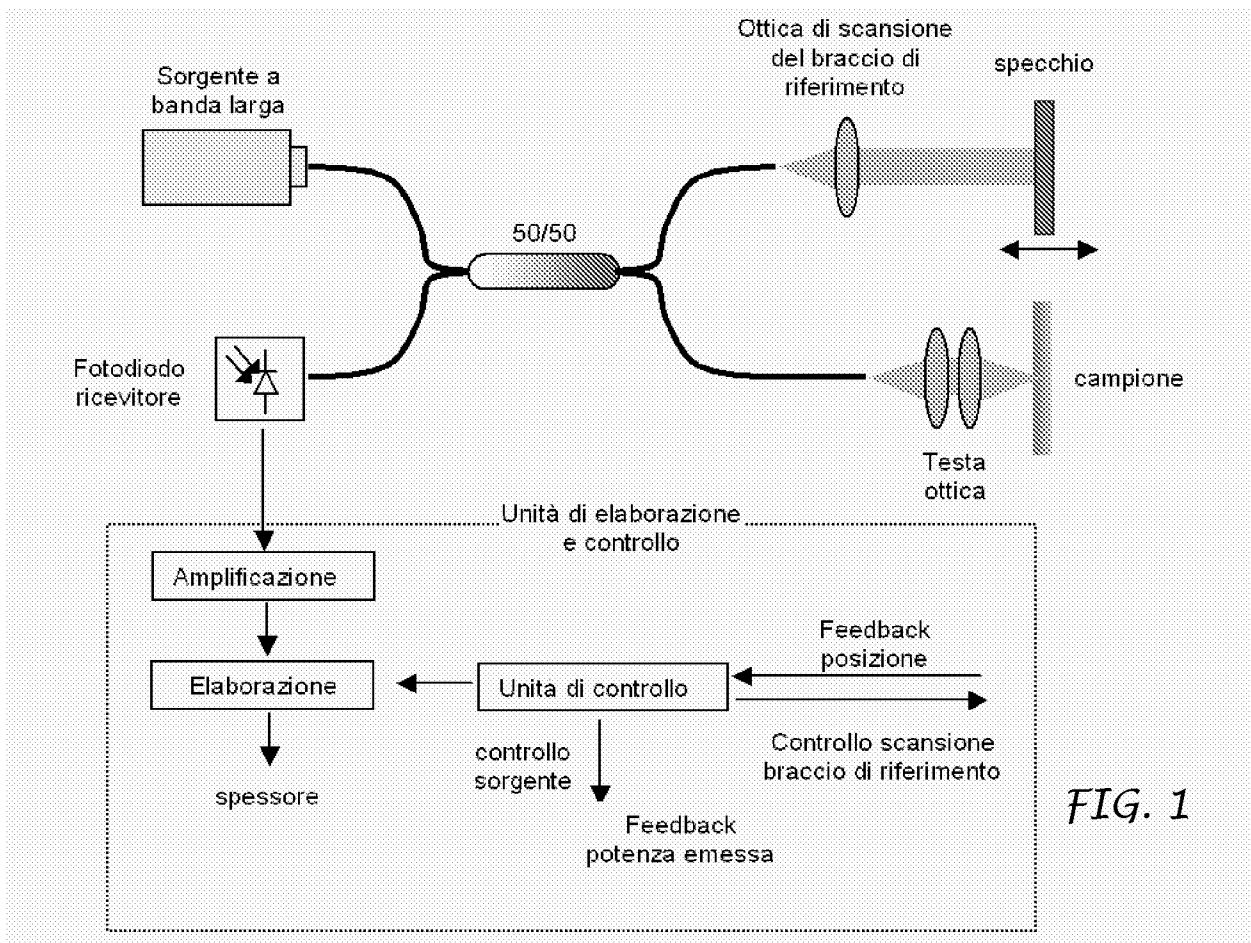 Sorgente a
banda larga
Ottica di scansione
del braccio di
riferimento
specchio
50/50
Fotodiodo
ricevitore
campione
Testa
ottica
Unità di elaborazione
e controllo
Amplificazione
Elaborazione
Unita di controllo
Feedback
posizione
Controllo scansione
braccio di riferimento
controllo
sorgente
spessore
Feedback
potenza emessa
FIG. 1